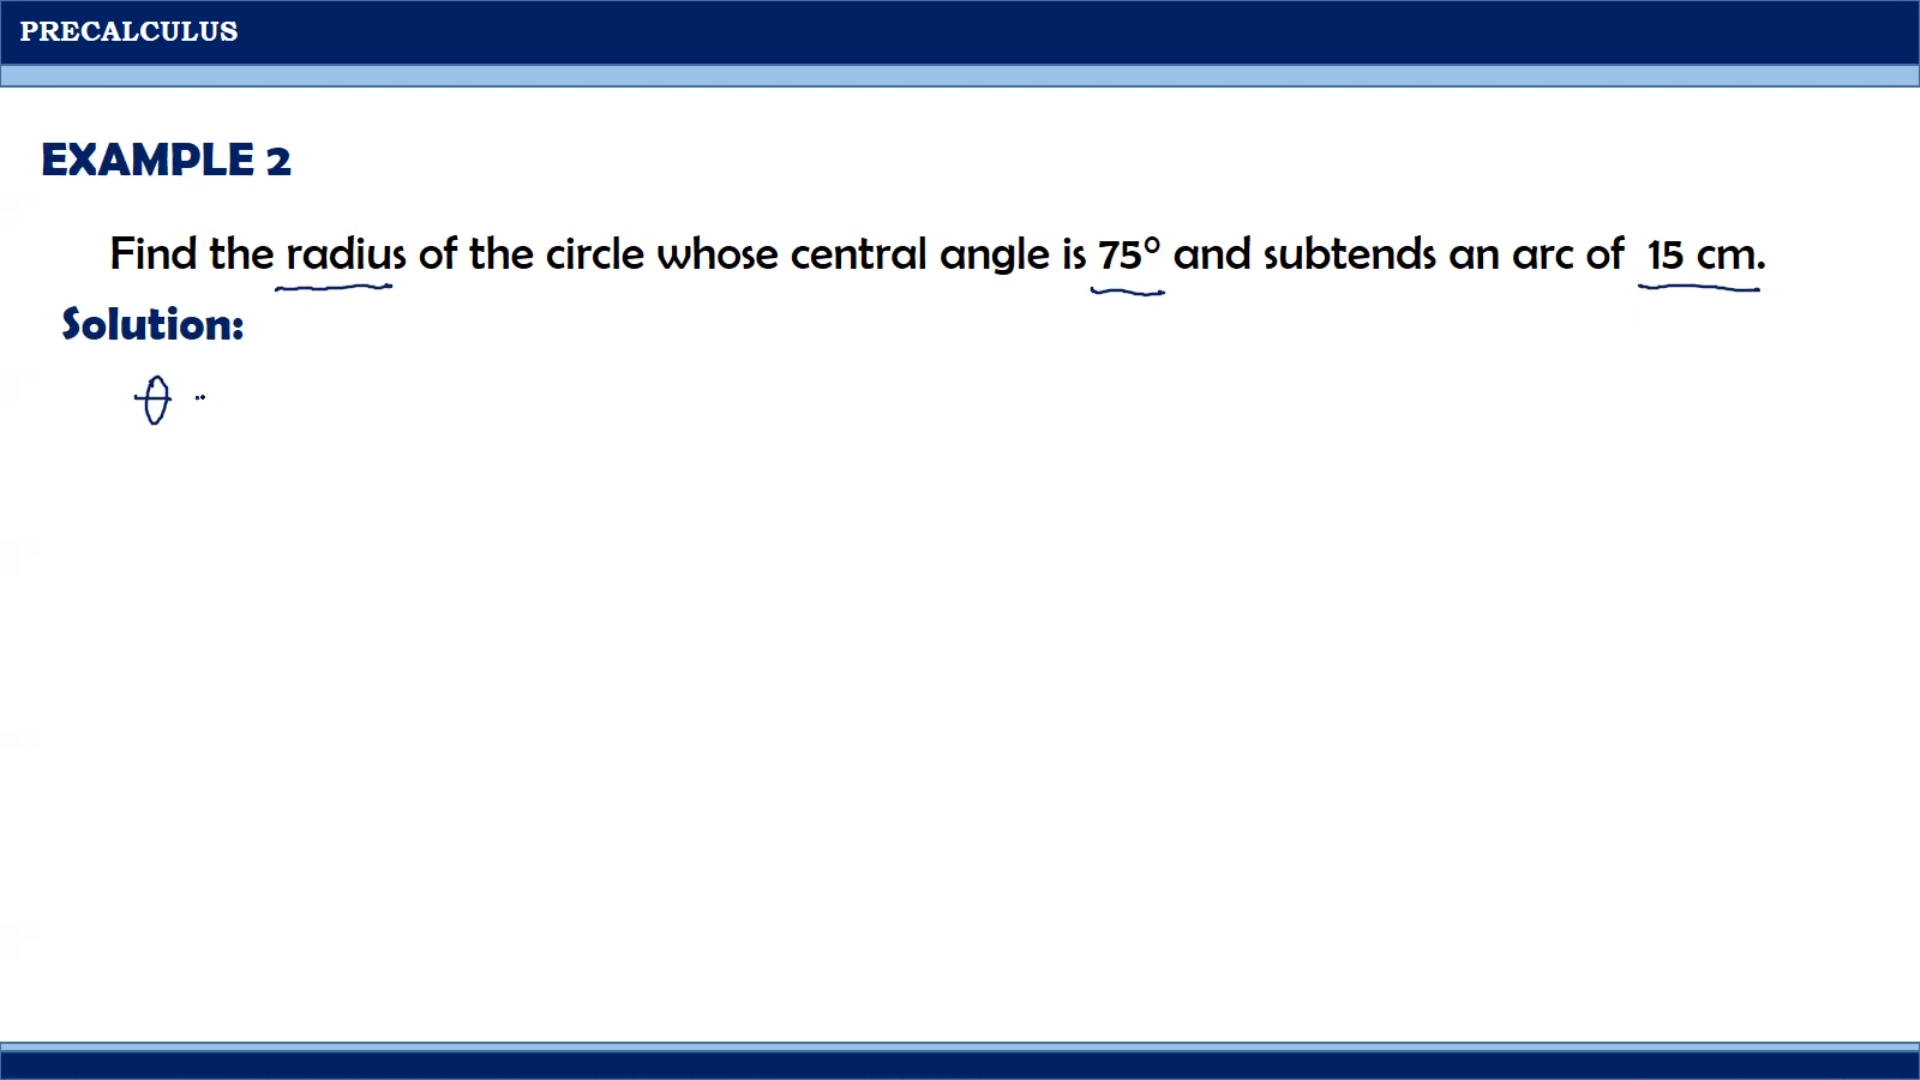 PRECALCULUS
EXAMPLE 2
Find the radius of the circle whose central angle is 75° and subtends an arc of 15 cm.
Solution:
θ